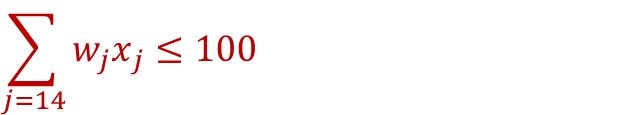 ∑_{j=14} w_j x_j ≤ 100